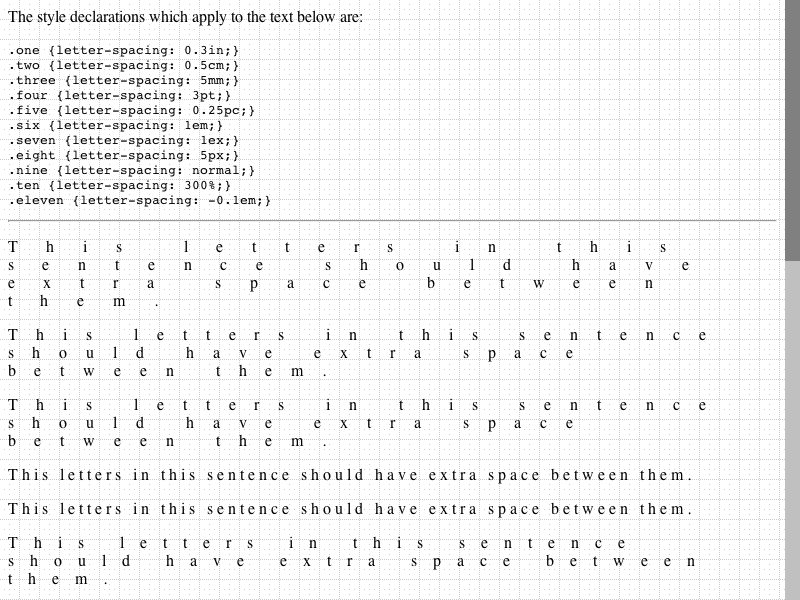 The style declarations which apply to the text below are:
.one {letter-spacing: 0.3in;}
.two {letter-spacing: 0.5cm;}
.three {letter-spacing: 5mm;}
.four {letter-spacing: 3pt;}
.five {letter-spacing: 0.25pc;}
.six {letter-spacing: 1em;}
.seven {letter-spacing: 1ex;}
.eight {letter-spacing: 5px;}
.nine {letter-spacing: normal;}
.ten {letter-spacing: 300%;}
.eleven {letter-spacing: -0.1em;}
This letters in this
sentence should have
extra space between
them.
This letters in this sentence
should have extra space
between them.
This letters in this sentence
should have extra space
between them.
This letters in this sentence should have extra space between them.
This letters in this sentence should have extra space between them.
This letters in this sentence
should have extra space between
them.